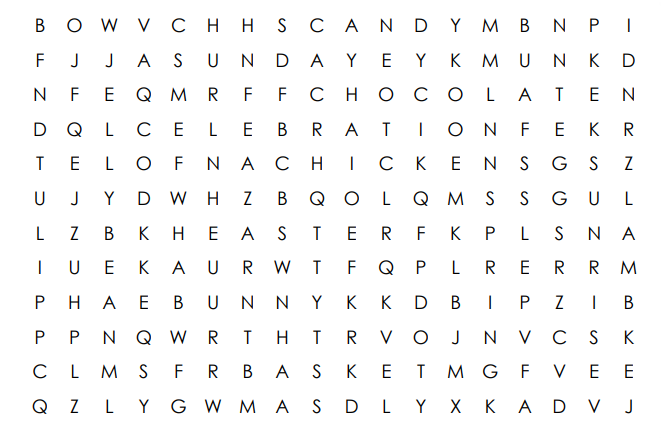 B O W V C H H S C A N D Y M B N P I
F J J A S U N D A Y E Y K M U N K D
N F E Q M R F F C H O C O L A T E N
D Q L C E L E B R A T I O N F E K R
T E L O F N A C H I C K E N S G S Z
U J Y D W H Z B Q O L Q M S S G U L
L Z B K H E A S T E R F K P L S N A
I U E K A U R W T F Q P L R E R R M
P H A E B U N N Y K K D B I P Z I B
P P N Q W R T H T R V O J N V C S K
C L M S F R B A S K E T M G F V E E
Q Z L Y G W M A S D L Y X K A D V J